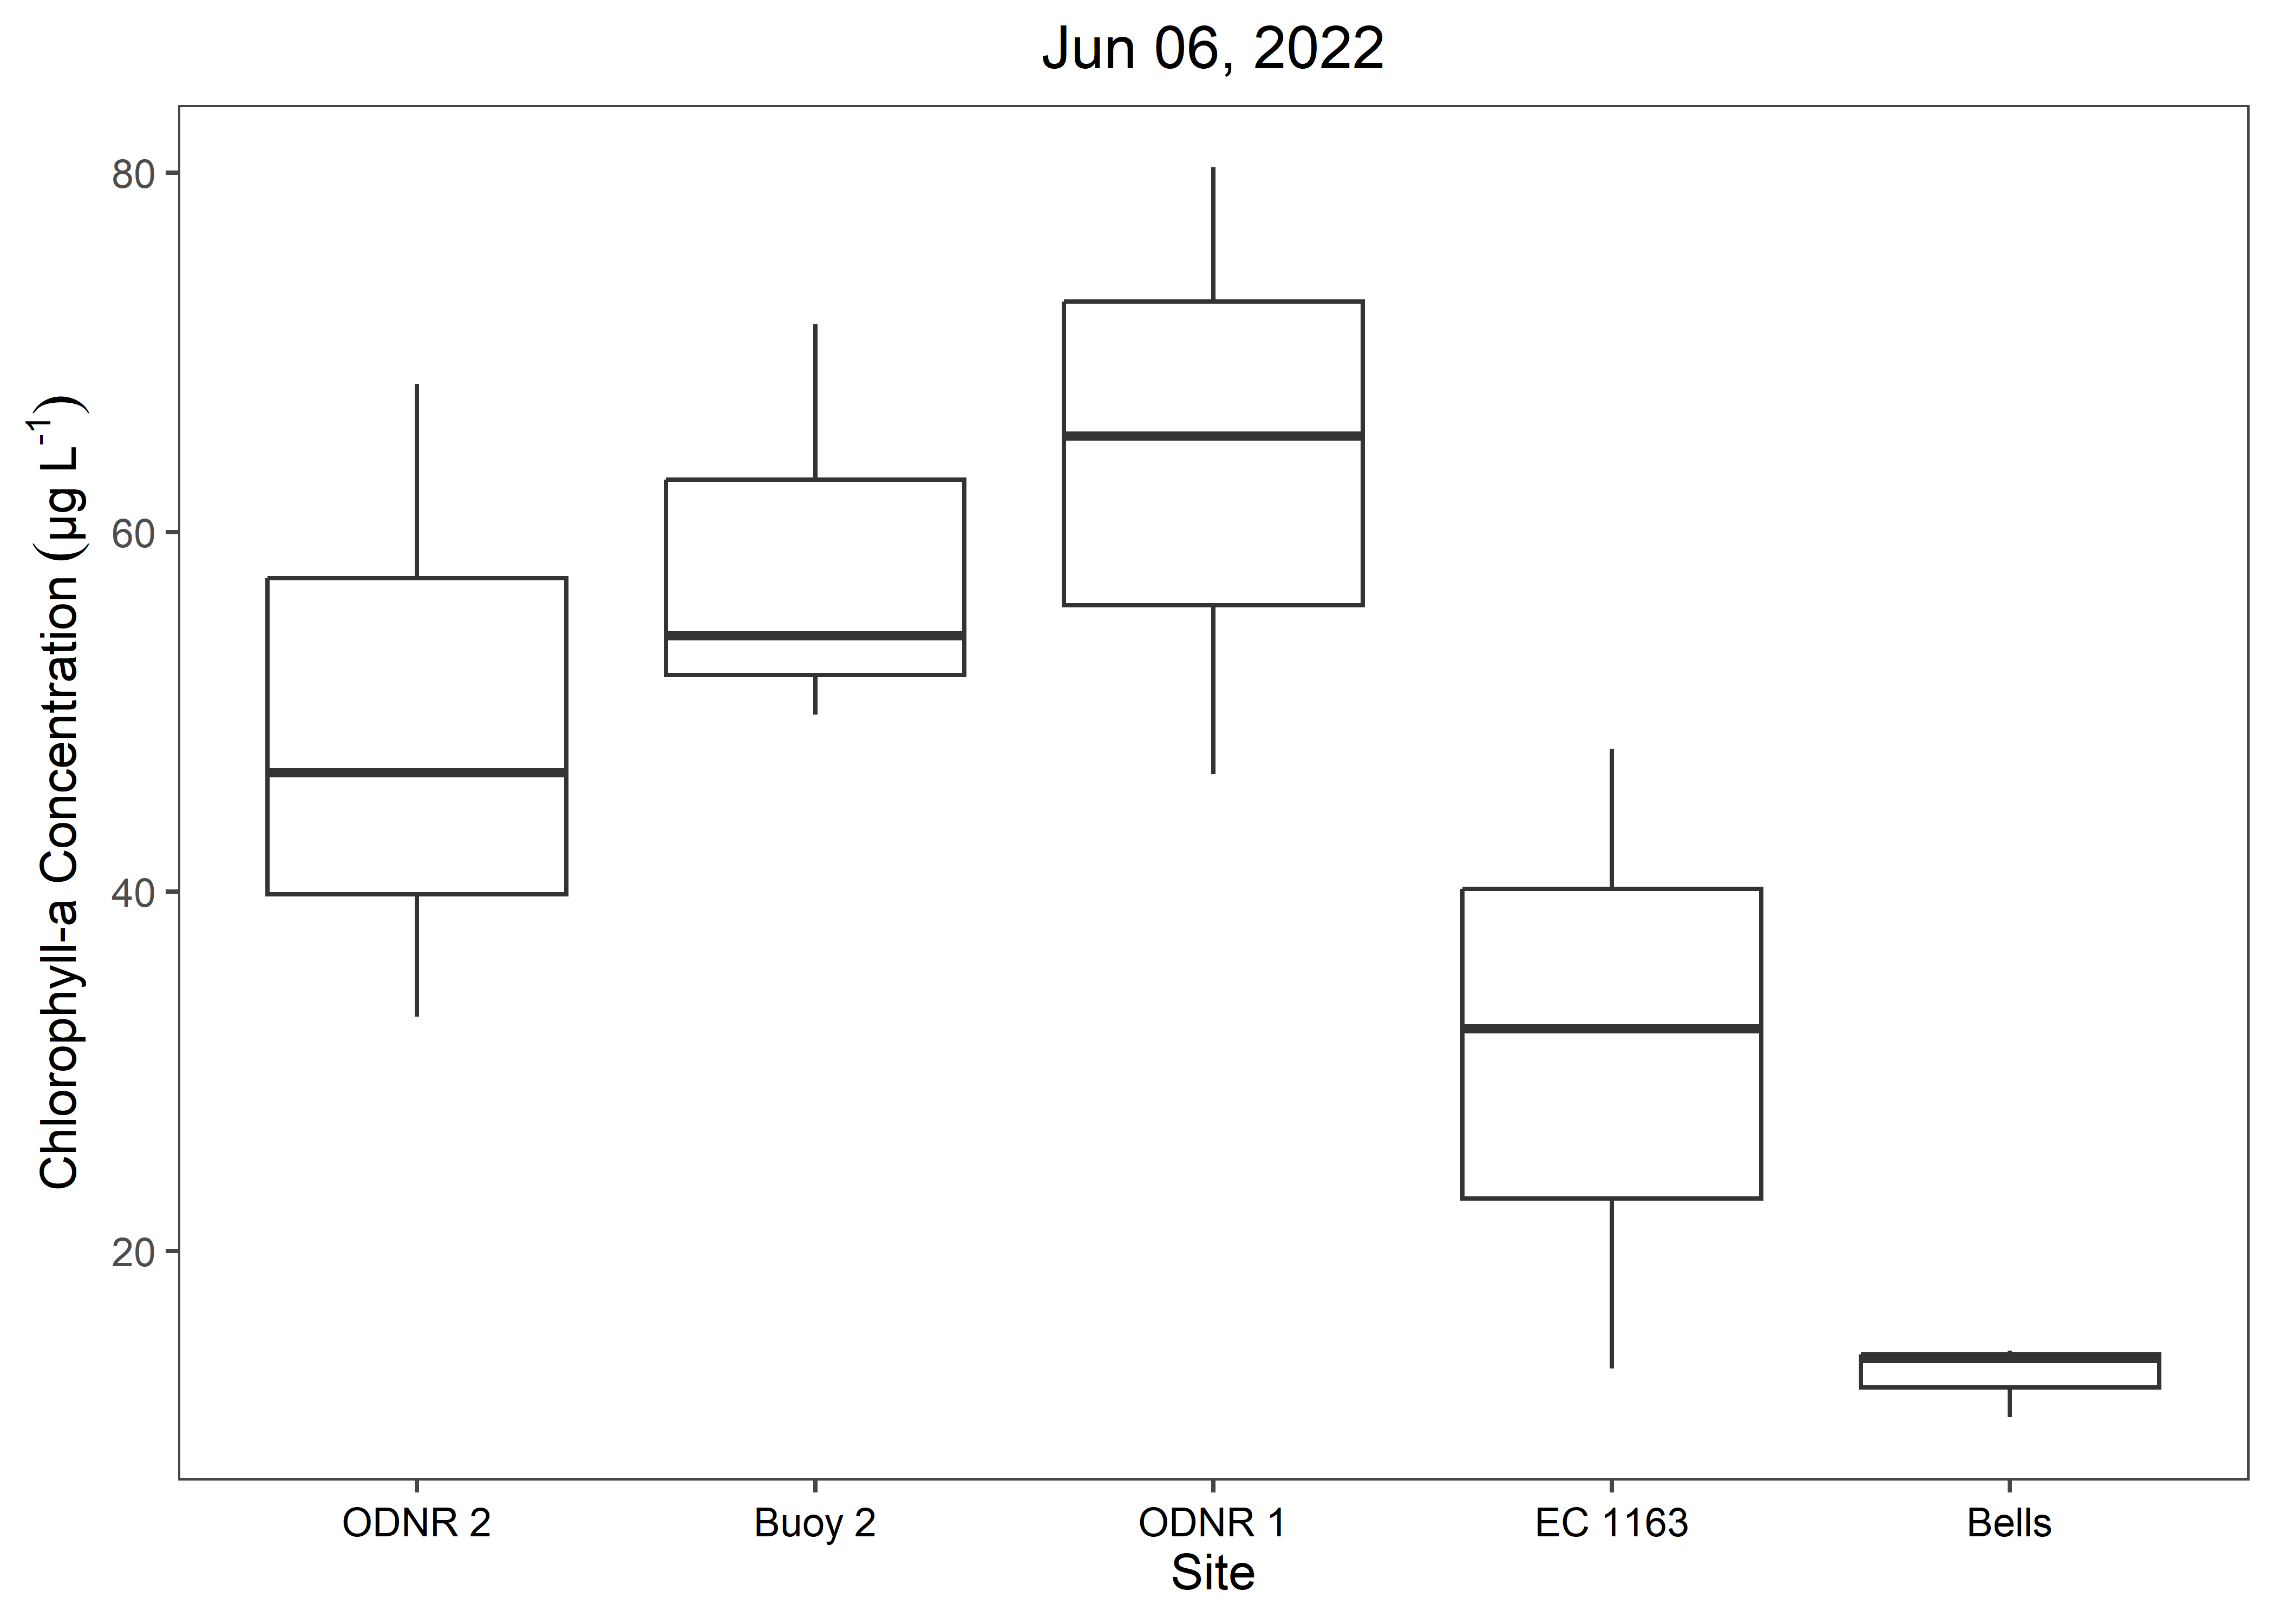 Jun 06, 2022
Chlorophyll-a Concentration (µg L⁻¹)
80
60
40
20
ODNR 2
Buoy 2
ODNR 1
EC 1163
Bells
Site